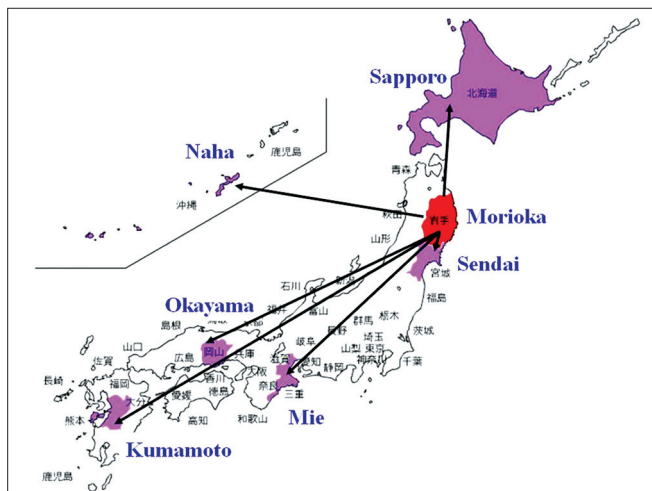 Sapporo
北海道
青森
Naha
鹿児島
沖縄
秋田
岩手
Morioka
山形
Sendai
宮城
福島
石川
新潟
Okayama
福井
富山
群馬
栃木
島根
長野
茨城
岐阜
埼玉
山口
岡山
滋賀
山梨
東京
佐賀
広島
兵庫
愛知
神奈川
千葉
静岡
長崎
福岡
大阪
香川
奈良
大分
愛媛
徳島
三重
熊本
高知
和歌山
Mie
Kumamoto
鹿児島